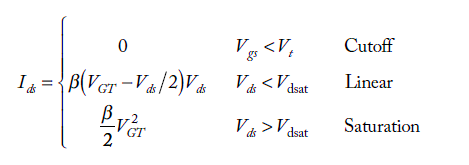 0 V_gs < V_t Cutoff
I_ds = { β(V_GT − V_ds/2)V_ds V_ds < V_dsat Linear
β/2 V_GT^2 V_ds > V_dsat Saturation